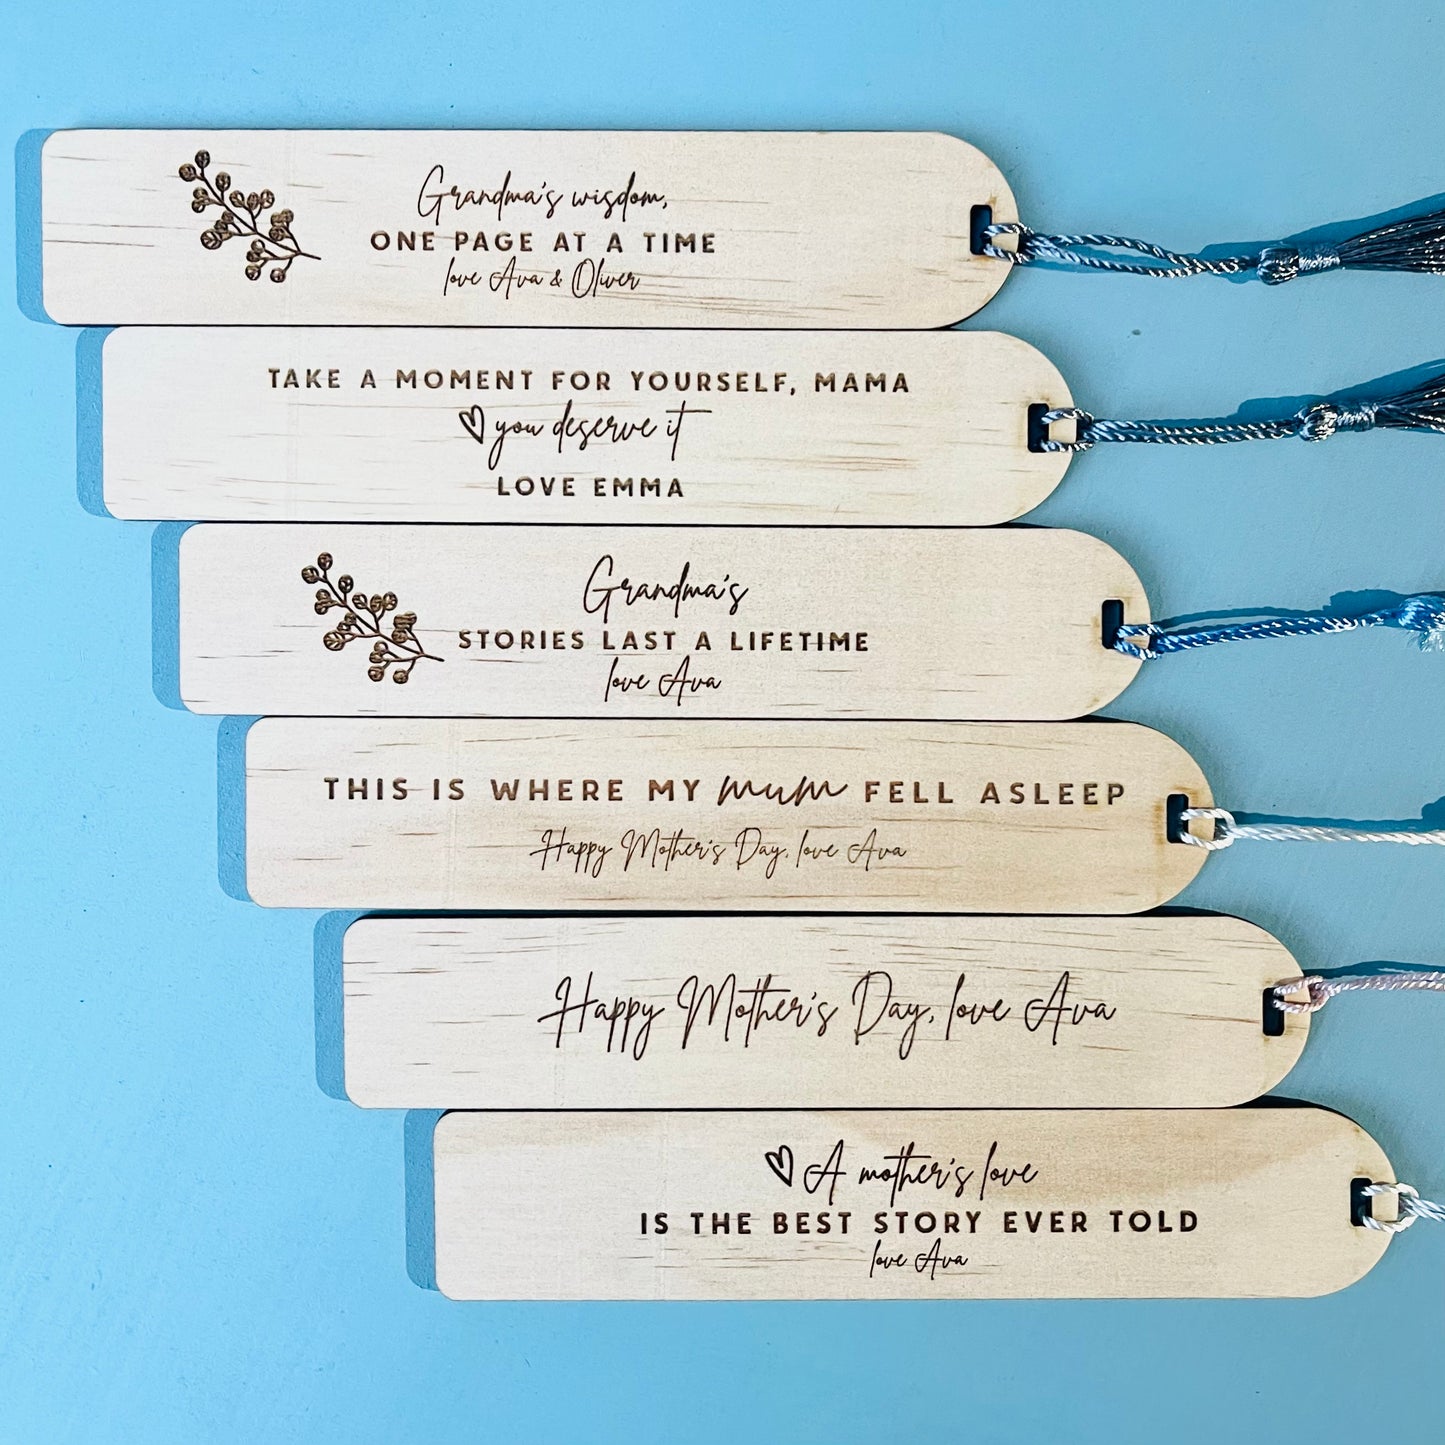 Grandma's wisdom,
ONE PAGE AT A TIME
love Ava & Oliver
TAKE A MOMENT FOR YOURSELF, MAMA
you deserve it
LOVE EMMA
Grandma's
STORIES LAST A LIFETIME
love Ava
THIS IS WHERE MY mum FELL ASLEEP
Happy Mother's Day, love Ava
Happy Mother's Day, love Ava
A mother's love
IS THE BEST STORY EVER TOLD
love Ava